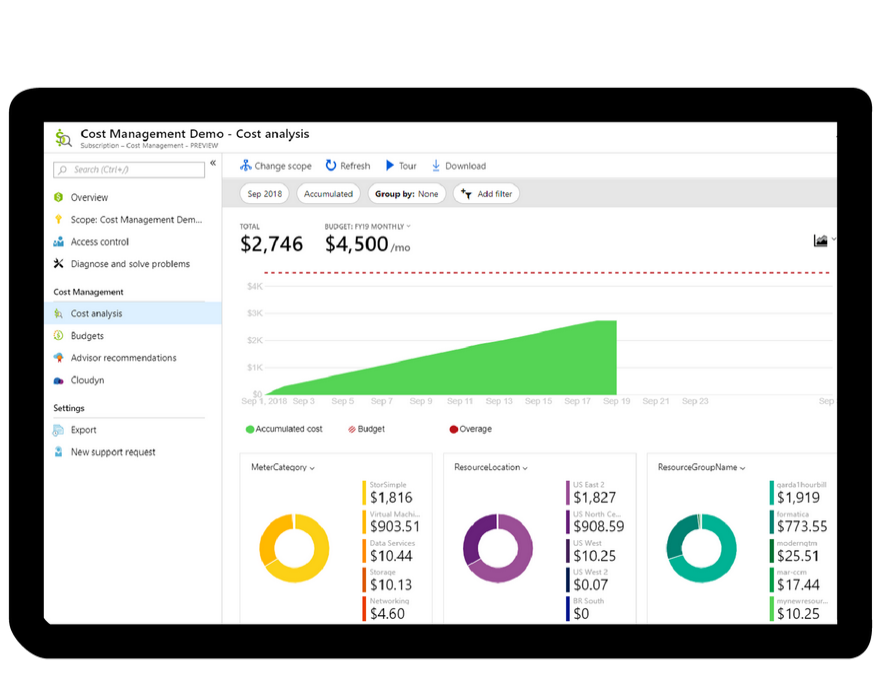 Cost Management Demo - Cost analysis
Subscription – Cost Management - PREVIEW
Search (Ctrl+/)
«
Overview
Scope: Cost Management Dem...
Access control
Diagnose and solve problems
Cost Management
Cost analysis
Budgets
Advisor recommendations
Cloudyn
Settings
Export
New support request
Change scope
Refresh
Tour
Download
Sep 2018
Accumulated
Group by: None
Add filter
TOTAL
$2,746
BUDGET: FY19 MONTHLY
$4,500 /mo
$4K
$3K
$2K
$1K
$0
Sep 1, 2018 Sep 3 Sep 5 Sep 7 Sep 9 Sep 11 Sep 13 Sep 15 Sep 17 Sep 19 Sep 21 Sep 23 Sep
Accumulated cost
Budget
Overage
MeterCategory
StorSimple
$1,816
Virtual Machi...
$903.51
Data Services
$10.44
Storage
$10.13
Networking
$4.60
ResourceLocation
US East 2
$1,827
US North Ce...
$908.59
US West
$10.25
US West 2
$0.07
BR South
$0
ResourceGroupName
qarda1hourbill
$1,919
formatica
$773.55
modernqtm
$25.51
mar-ccm
$17.44
mynewresour...
$10.25